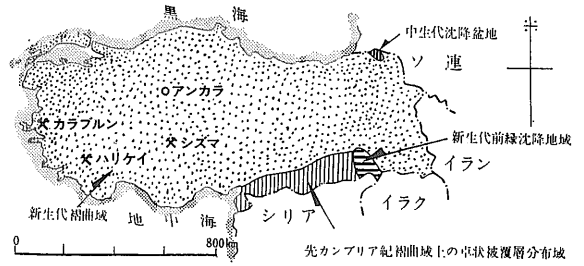 黒海
中生代沈降盆地
ソ連
アンカラ
カラブルン
シズマ
ハリケイ
新生代前縁沈降地域
イラン
新生代褶曲域
地中海
シリア
イラク
0 800km
先カンブリア紀褶曲域上の卓状被覆層分布域